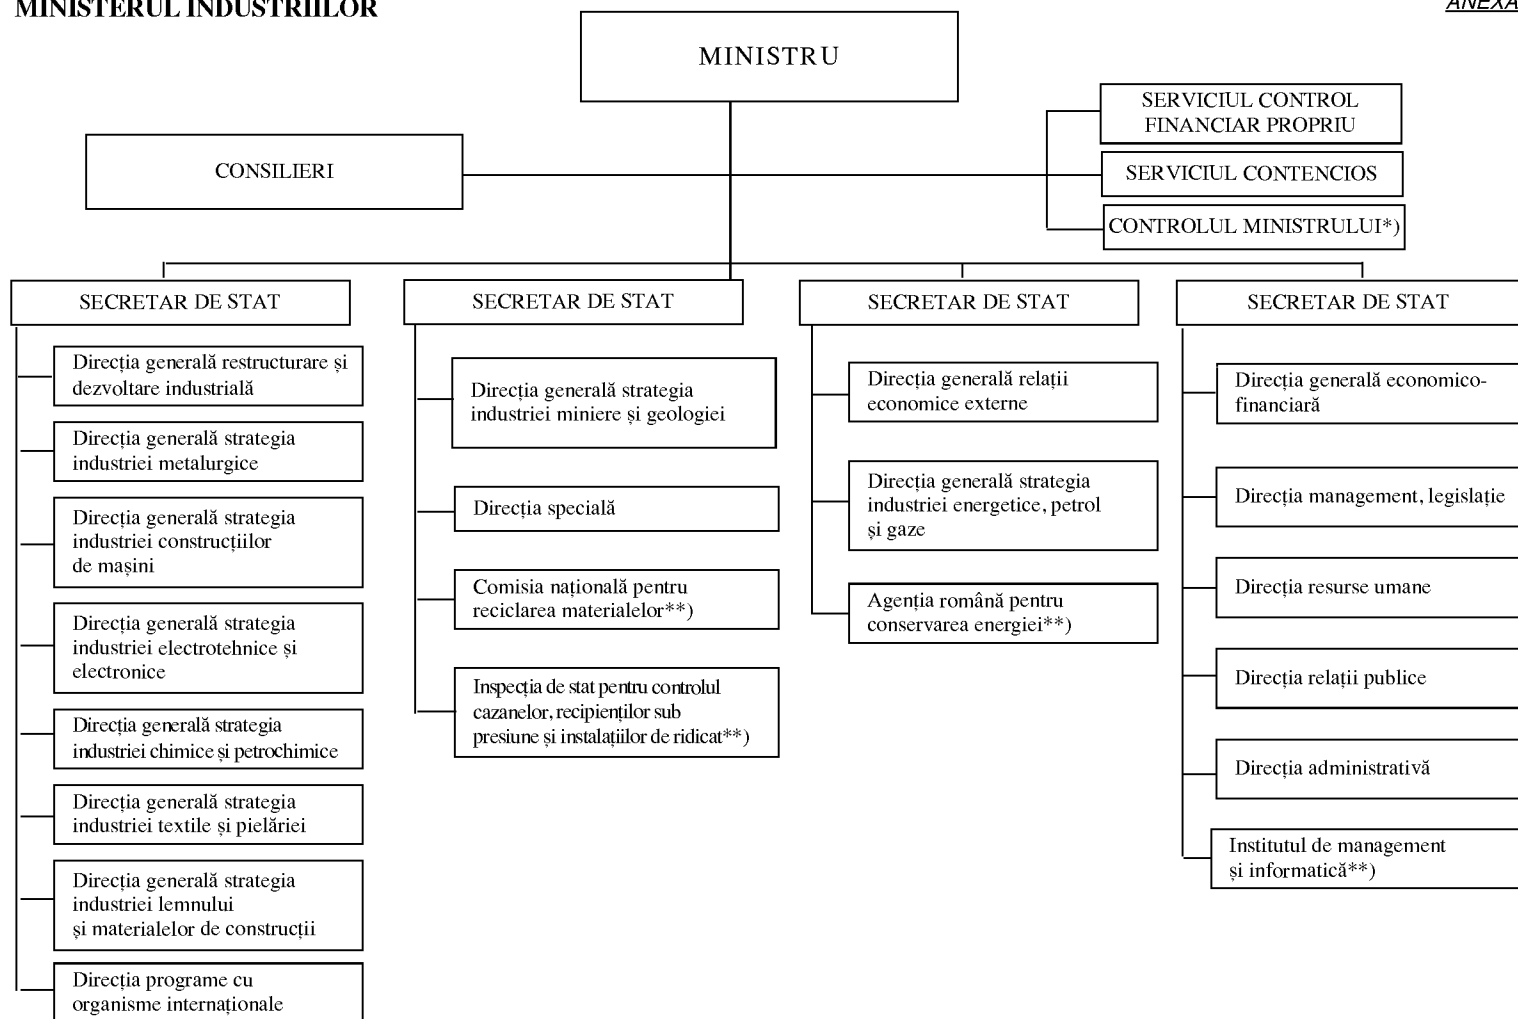 MINISTERUL INDUSTRIILOR
ANEXA
MINISTRU
CONSILIERI
SERVICIUL CONTROL
FINANCIAR PROPRIU
SERVICIUL CONTENCIOS
CONTROLUL MINISTRULUI*)
SECRETAR DE STAT
Direcția generală restructurare și
dezvoltare industrială
Direcția generală strategia
industriei metalurgice
Direcția generală strategia
industriei construcțiilor
de mașini
Direcția generală strategia
industriei electrotehnice și
electronice
Direcția generală strategia
industriei chimice și petrochimice
Direcția generală strategia
industriei textile și pielăriei
Direcția generală strategia
industriei lemnului
și materialelor de construcții
Direcția programe cu
organisme internaționale
SECRETAR DE STAT
Direcția generală strategia
industriei miniere și geologiei
Direcția specială
Comisia națională pentru
reciclarea materialelor**)
Inspecția de stat pentru controlul
cazanelor, recipienților sub
presiune și instalațiilor de ridicat**)
SECRETAR DE STAT
Direcția generală relații
economice externe
Direcția generală strategia
industriei energetice, petrol
și gaze
Agenția română pentru
conservarea energiei**)
SECRETAR DE STAT
Direcția generală economico-
financiară
Direcția management, legislație
Direcția resurse umane
Direcția relații publice
Direcția administrativă
Institutul de management
și informatică**)